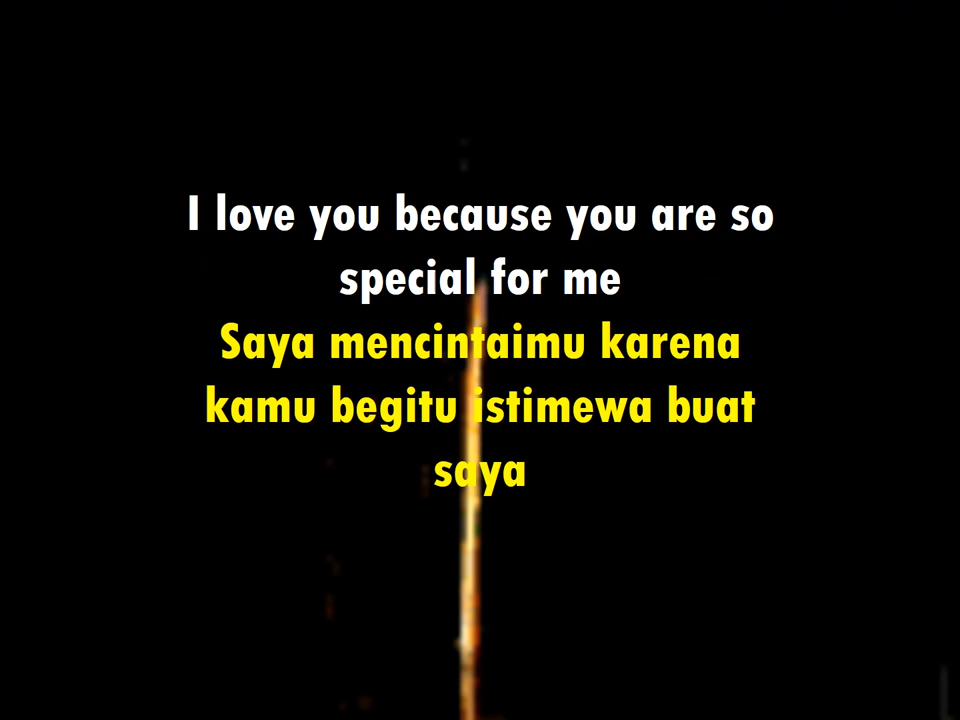 I love you because you are so
special for me
Saya mencintaimu karena
kamu begitu istimewa buat
saya